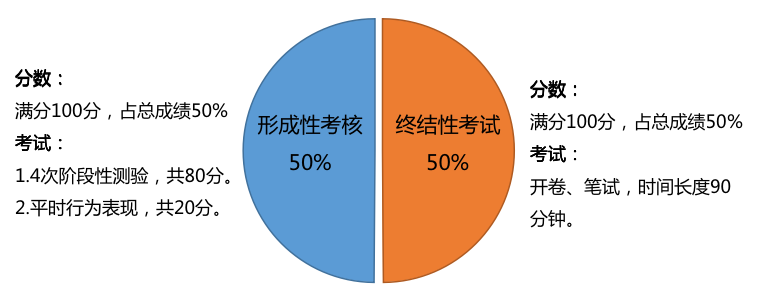 分数：
满分100分，占总成绩50%
考试：
1.4次阶段性测验，共80分。
2.平时行为表现，共20分。
形成性考核
50%
终结性考试
50%
分数：
满分100分，占总成绩50%
考试：
开卷、笔试，时间长度90
分钟。